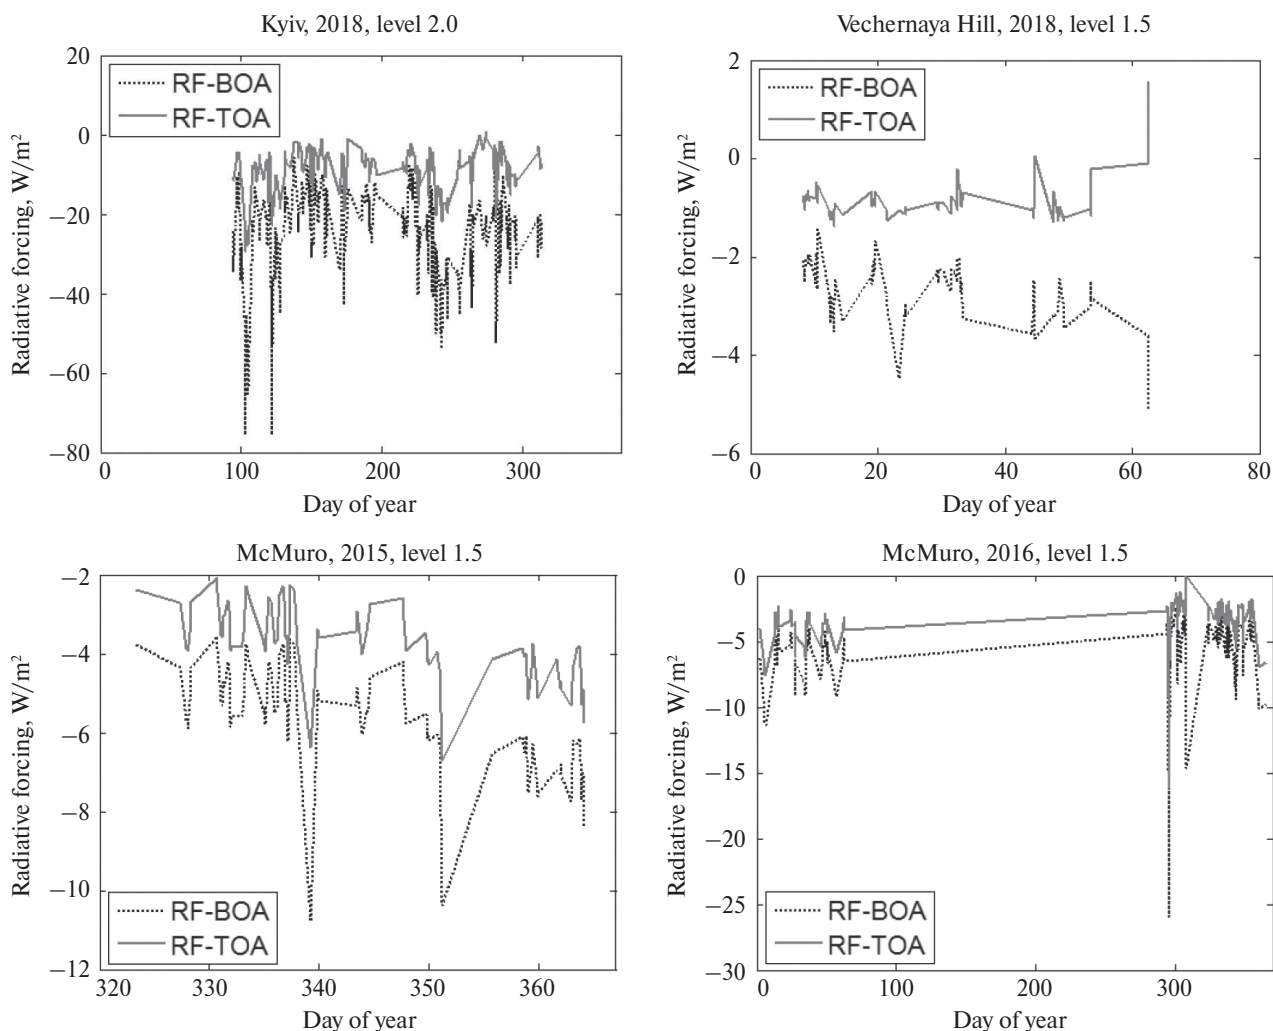 Kyiv, 2018, level 2.0
20
0
−20
−40
−60
−80
RF-BOA
RF-TOA
Radiative forcing, W/m²
0
100
200
300
Day of year
Vechernaya Hill, 2018, level 1.5
2
0
−2
−4
−6
RF-BOA
RF-TOA
Radiative forcing, W/m²
0
20
40
60
80
Day of year
McMuro, 2015, level 1.5
−2
−4
−6
−8
−10
−12
RF-BOA
RF-TOA
Radiative forcing, W/m²
320
330
340
350
360
Day of year
McMuro, 2016, level 1.5
0
−5
−10
−15
−20
−25
−30
RF-BOA
RF-TOA
Radiative forcing, W/m²
0
100
200
300
Day of year